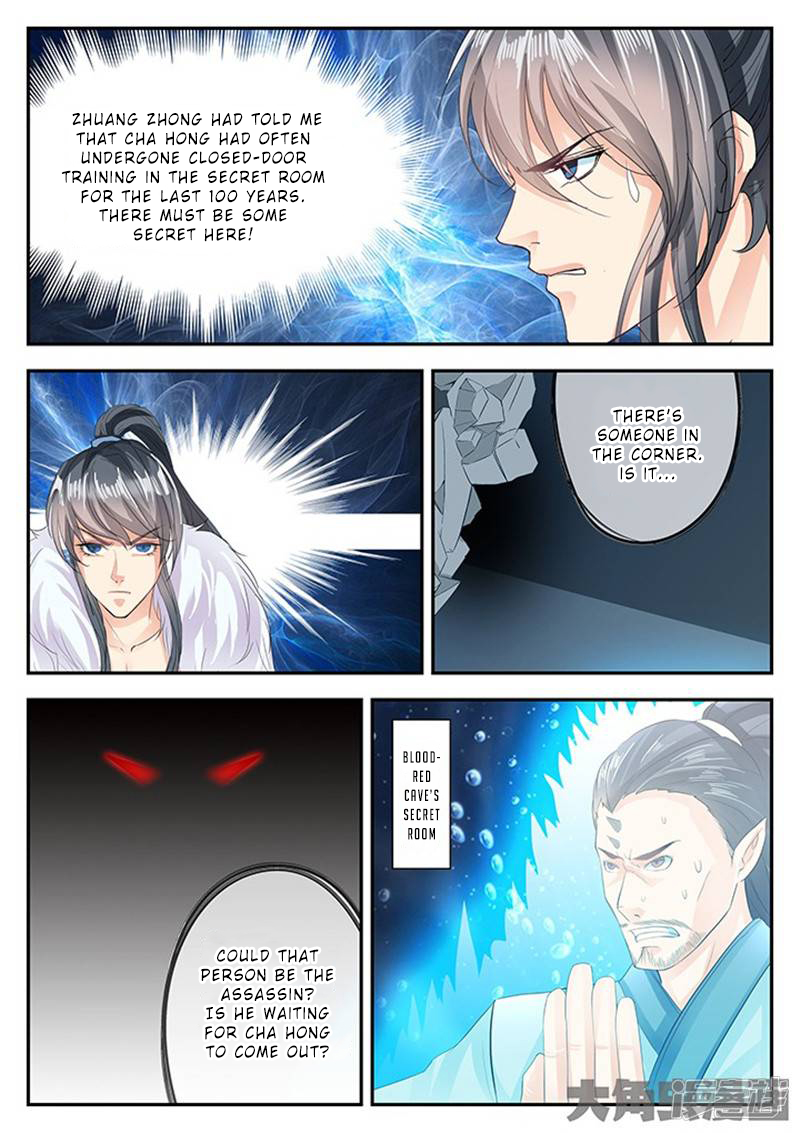 ZHUANG ZHONG HAD TOLD ME
THAT CHA HONG HAD OFTEN
UNDERGONE CLOSED-DOOR
TRAINING IN THE SECRET ROOM
FOR THE LAST 100 YEARS.
THERE MUST BE SOME
SECRET HERE!
THERE'S
SOMEONE IN
THE CORNER.
IS IT...
BLOOD-
RED
CAVE'S
SECRET
ROOM
COULD THAT
PERSON BE THE
ASSASSIN?
IS HE WAITING
FOR CHA HONG
TO COME OUT?
大角